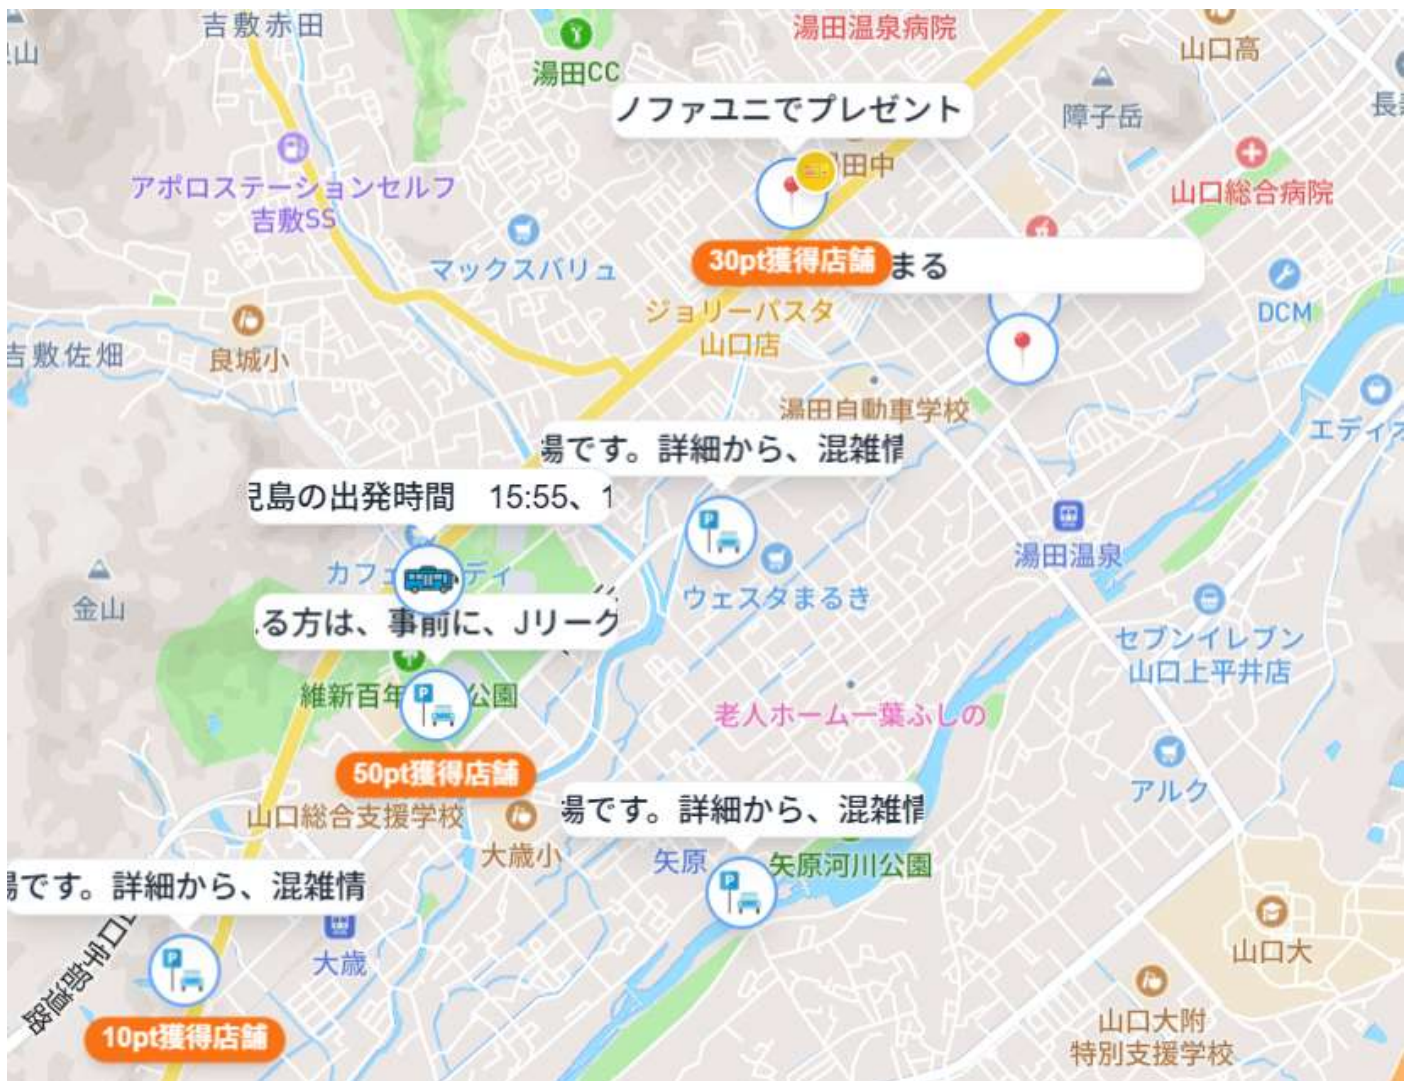 吉敷赤田
山
湯田CC
湯田温泉病院
山口高
障子岳
ノファユニでプレゼント
田中
山口総合病院
アポロステーションセルフ
吉敷SS
マックスバリュ
30pt獲得店舗
まる
DCM
ジョリーパスタ
山口店
良城小
吉敷佐畑
湯田自動車学校
エディオ
場です。詳細から、混雑情
児島の出発時間 15:55、1
湯田温泉
カフェ
ディ
金山
ウェスタまるき
る方は、事前に、Jリーグ
セブンイレブン
山口上平井店
維新百年
公園
老人ホーム一葉ふしの
50pt獲得店舗
アルク
山口総合支援学校
大歳小
場です。詳細から、混雑情
矢原
矢原河川公園
場です。詳細から、混雑情
口宇部道路
大歳
山口大
10pt獲得店舗
山口大附
特別支援学校